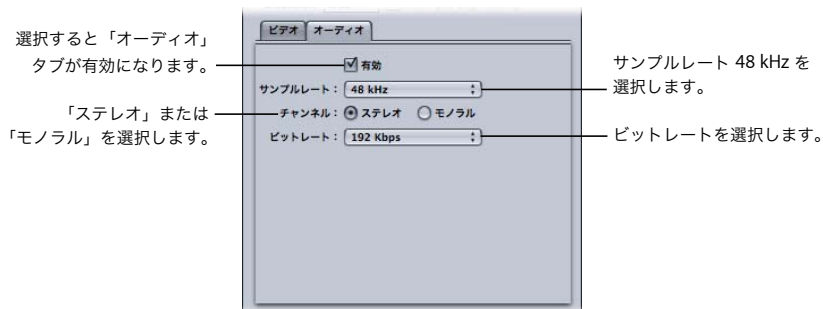 ビデオ オーディオ
選択すると「オーディオ」
タブが有効になります。
有効
サンプルレート： 48 kHz
サンプルレート 48 kHz を
選択します。
「ステレオ」または
「モノラル」を選択します。
チャンネル： ステレオ モノラル
ビットレート： 192 Kbps
ビットレートを選択します。